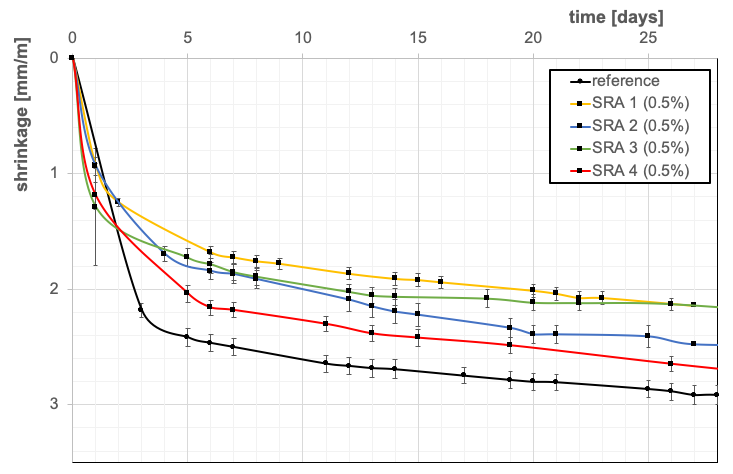 time [days]
0 5 10 15 20 25
shrinkage [mm/m]
0
1
2
3
reference
SRA 1 (0.5%)
SRA 2 (0.5%)
SRA 3 (0.5%)
SRA 4 (0.5%)